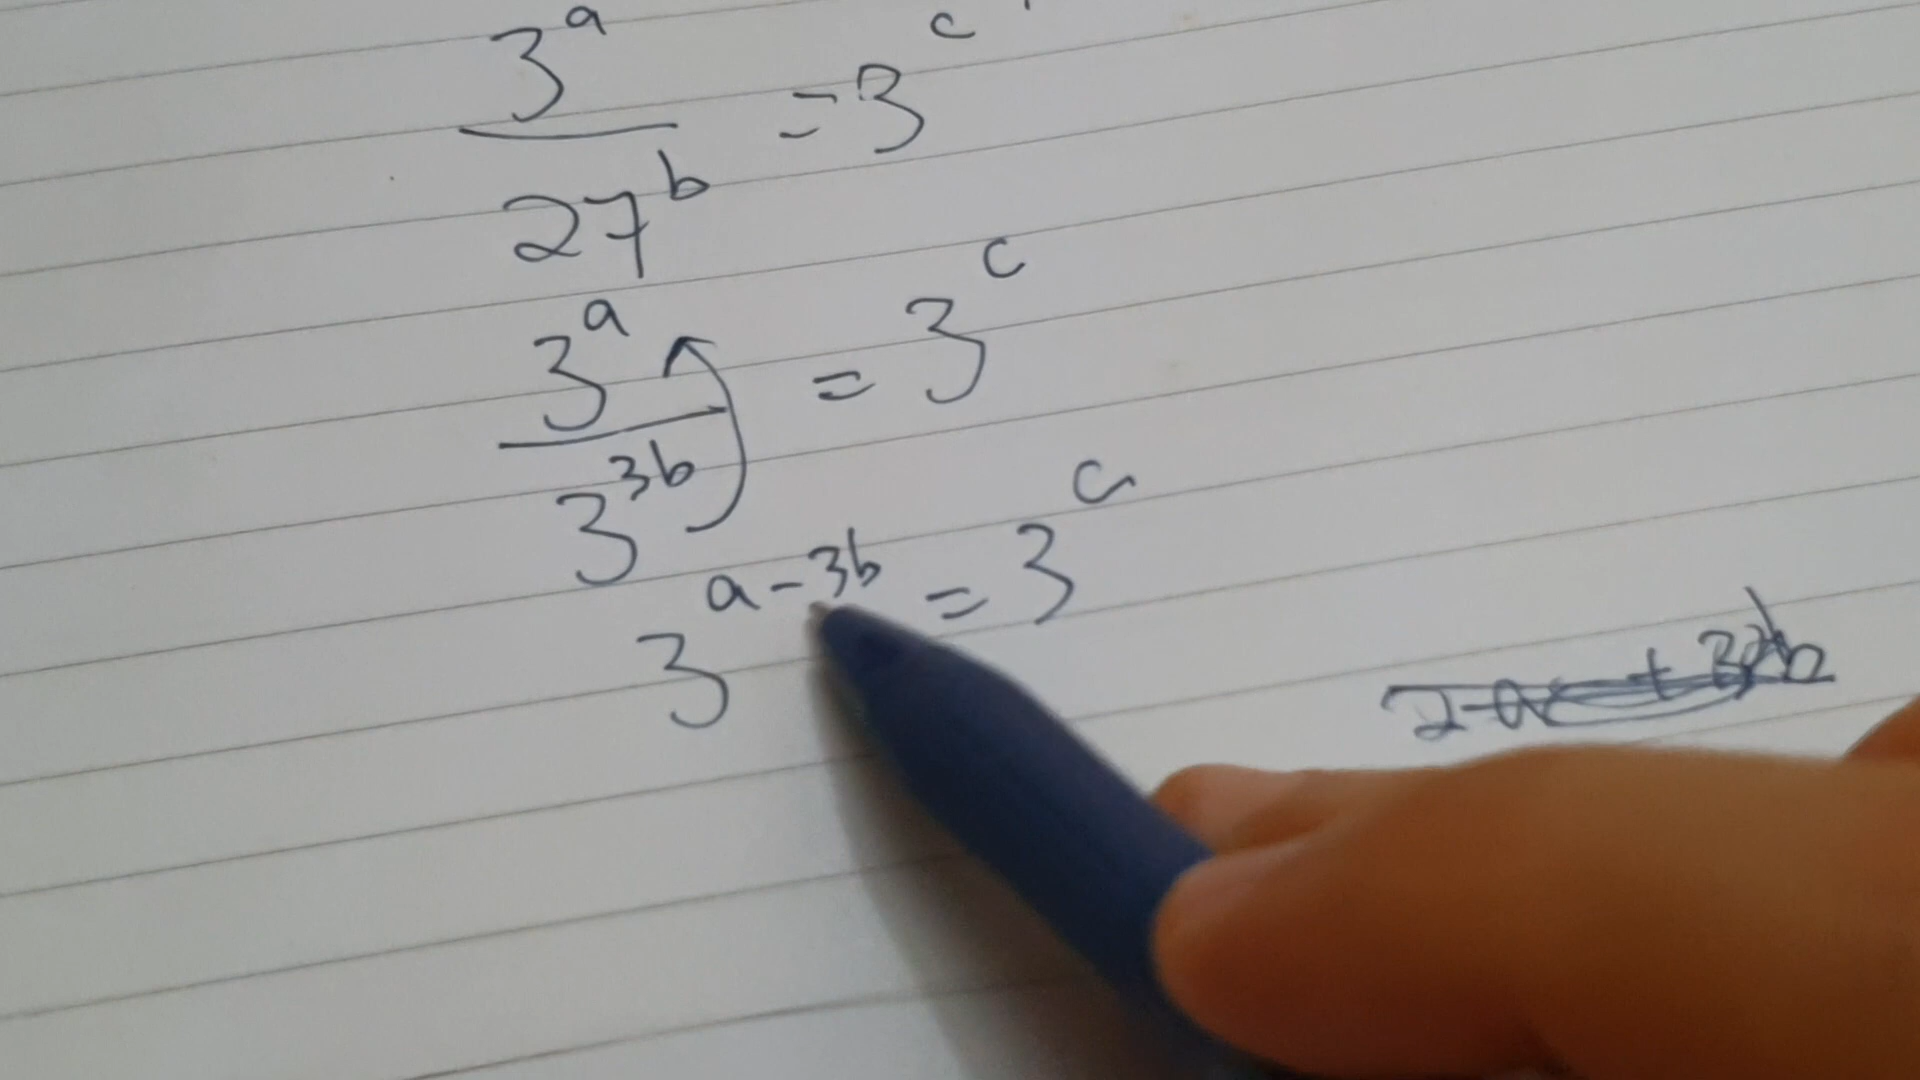 3^a / 27^b = 3^c
3^a / 3^3b = 3^c
3^a-3b = 3^c